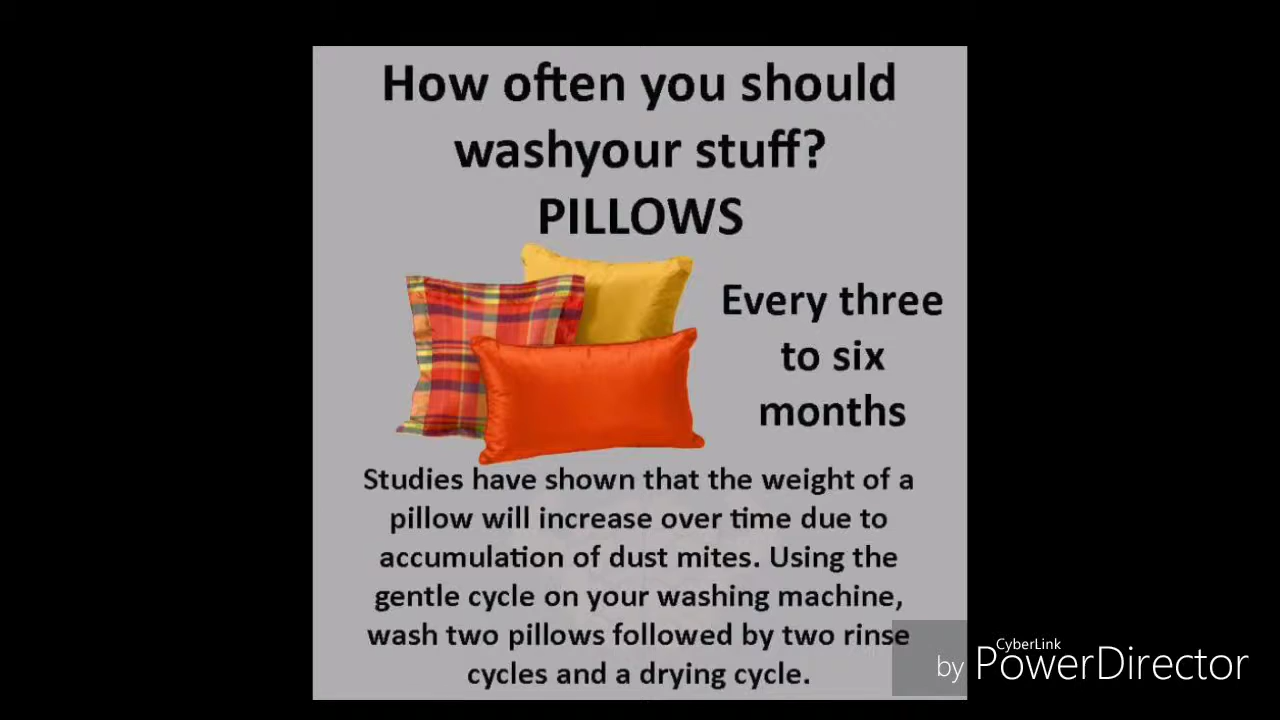 How often you should
washyour stuff?
PILLOWS
Every three
to six
months
Studies have shown that the weight of a
pillow will increase over time due to
accumulation of dust mites. Using the
gentle cycle on your washing machine,
wash two pillows followed by two rinse
cycles and a drying cycle.
CyberLink
by PowerDirector